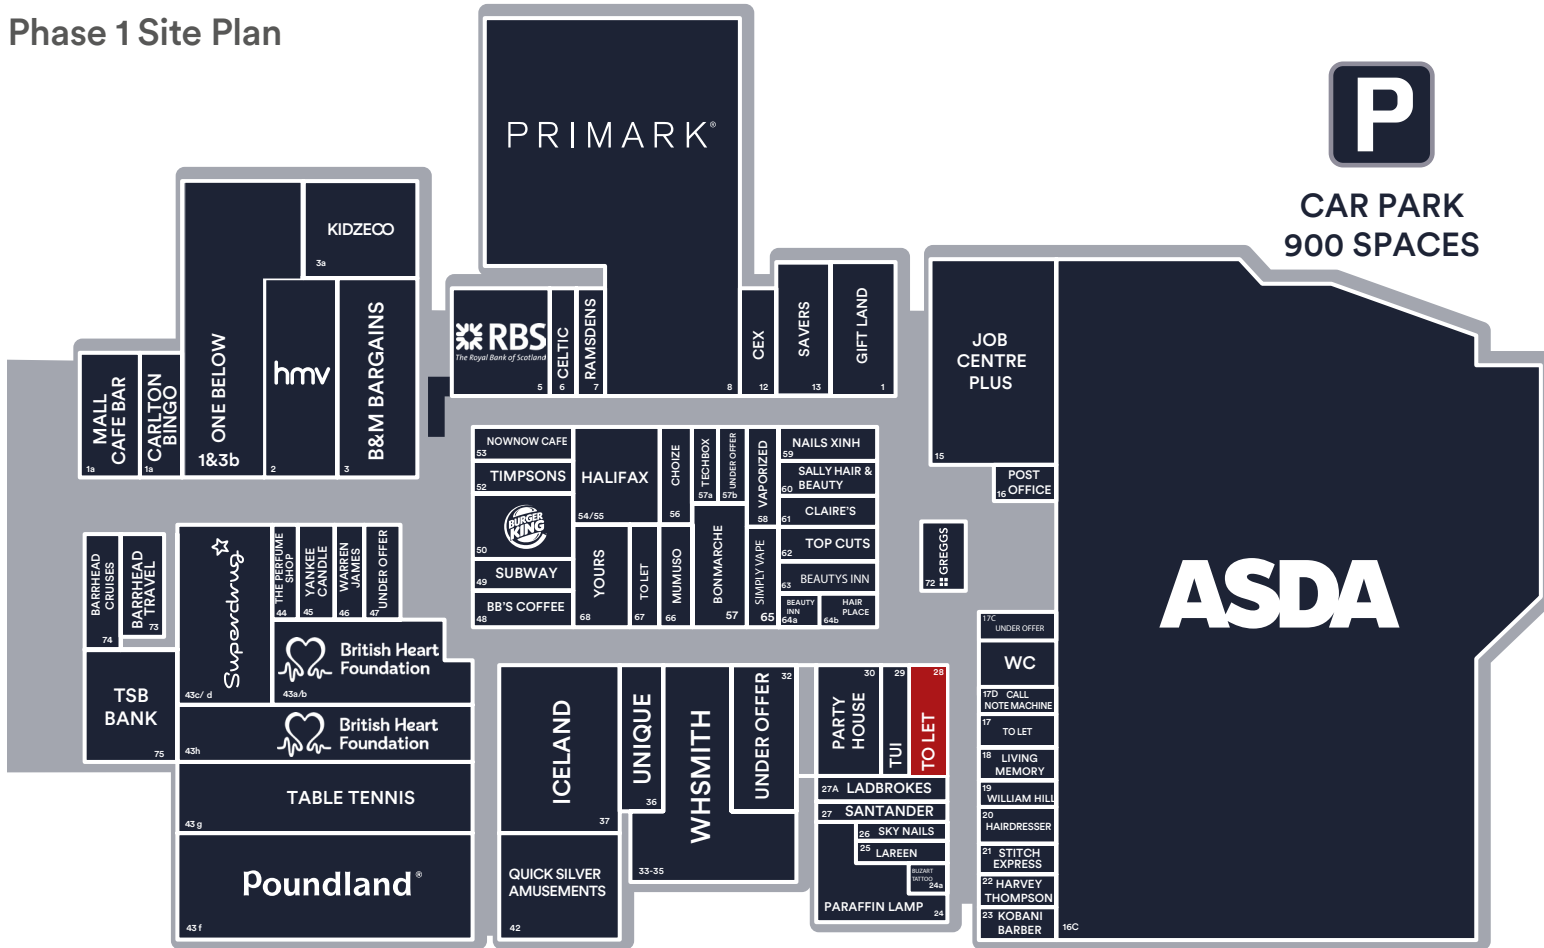 Phase 1 Site Plan
PRIMARK®
8
P
CAR PARK
900 SPACES
KIDZECO
3a
ONE BELOW
1&3b
hmv
2
B&M BARGAINS
3
MALL
CAFE BAR
1a
CARLTON
BINGO
1a
RBS
The Royal Bank of Scotland
5
CELTIC
6
RAMSDENS
7
CEX
12
SAVERS
13
GIFT LAND
1
JOB
CENTRE
PLUS
15
POST
OFFICE
16
ASDA
16C
NOWNOW CAFE
53
TIMPSONS
52
BURGER
KING
50
SUBWAY
49
BB'S COFFEE
48
HALIFAX
54/55
CHOIZE
56
TECHBOX
57a
UNDER OFFER
57b
VAPORIZED
58
NAILS XINH
59
SALLY HAIR &
BEAUTY
60
CLAIRE'S
61
TOP CUTS
62
BEAUTYS INN
63
BEAUTY
INN
64a
HAIR
PLACE
64b
YOURS
68
TO LET
67
MUMUSO
66
BONMARCHE
57
SIMPLY VAPE
65
GREGGS
72
BARRHEAD
CRUISES
74
BARRHEAD
TRAVEL
73
TSB
BANK
75
Superdrug
43c/ d
THE PERFUME
SHOP
44
YANKEE
CANDLE
45
WARREN
JAMES
46
UNDER OFFER
47
British Heart
Foundation
43a/b
British Heart
Foundation
43h
TABLE TENNIS
43 g
Poundland®
43 f
ICELAND
37
UNIQUE
36
WHSMITH
33-35
UNDER OFFER
32
QUICK SILVER
AMUSEMENTS
42
PARTY
HOUSE
30
TUI
29
TO LET
28
27A LADBROKES
27 SANTANDER
26 SKY NAILS
25 LAREEN
BUZART
TATTOO
24a
PARAFFIN LAMP
24
17C
UNDER OFFER
WC
17D CALL
NOTE MACHINE
17
TO LET
18 LIVING
MEMORY
19
WILLIAM HILL
20
HAIRDRESSER
21 STITCH
EXPRESS
22 HARVEY
THOMPSON
23 KOBANI
BARBER